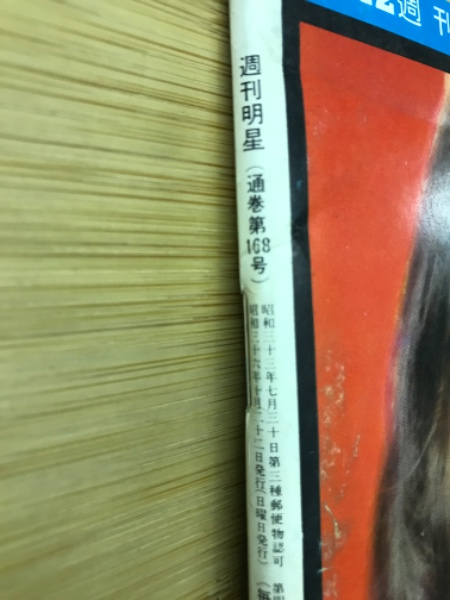 週刊
週刊明星（通巻第168号）
昭和三十三年七月三十日第三種郵便物認可
昭和三十六年十月二十二日発行（日曜日発行）